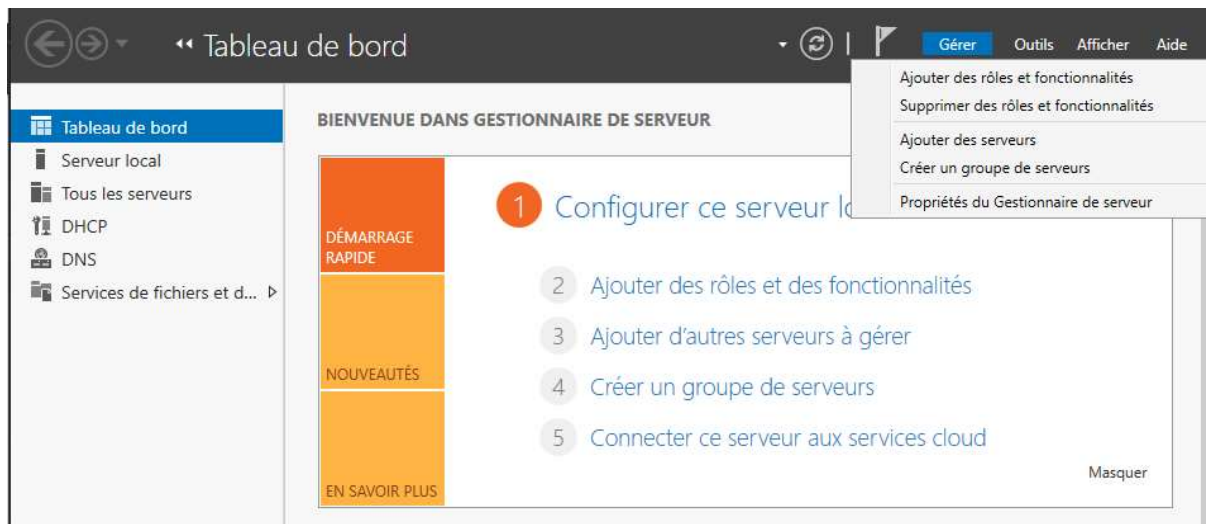 Tableau de bord
Gérer Outils Afficher Aide
Ajouter des rôles et fonctionnalités
Supprimer des rôles et fonctionnalités
Ajouter des serveurs
Créer un groupe de serveurs
Propriétés du Gestionnaire de serveur
Tableau de bord
Serveur local
Tous les serveurs
DHCP
DNS
Services de fichiers et d...
BIENVENUE DANS GESTIONNAIRE DE SERVEUR
DÉMARRAGE
RAPIDE
NOUVEAUTÉS
EN SAVOIR PLUS
1 Configurer ce serveur
2 Ajouter des rôles et des fonctionnalités
3 Ajouter d'autres serveurs à gérer
4 Créer un groupe de serveurs
5 Connecter ce serveur aux services cloud
Masquer